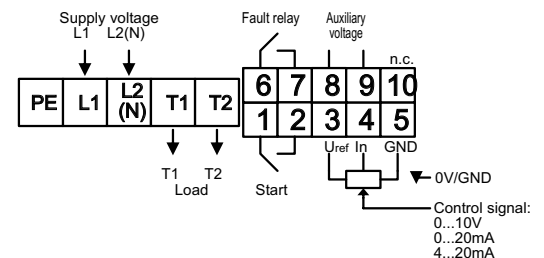 Supply voltage
L1 L2(N)
Fault relay
Auxiliary
voltage
n.c.
PE L1 L2
(N) T1 T2
6 7 8 9 10
1 2 3 4 5
Uref In GND
T1 T2
Load
Start
0V/GND
Control signal:
0...10V
0...20mA
4...20mA